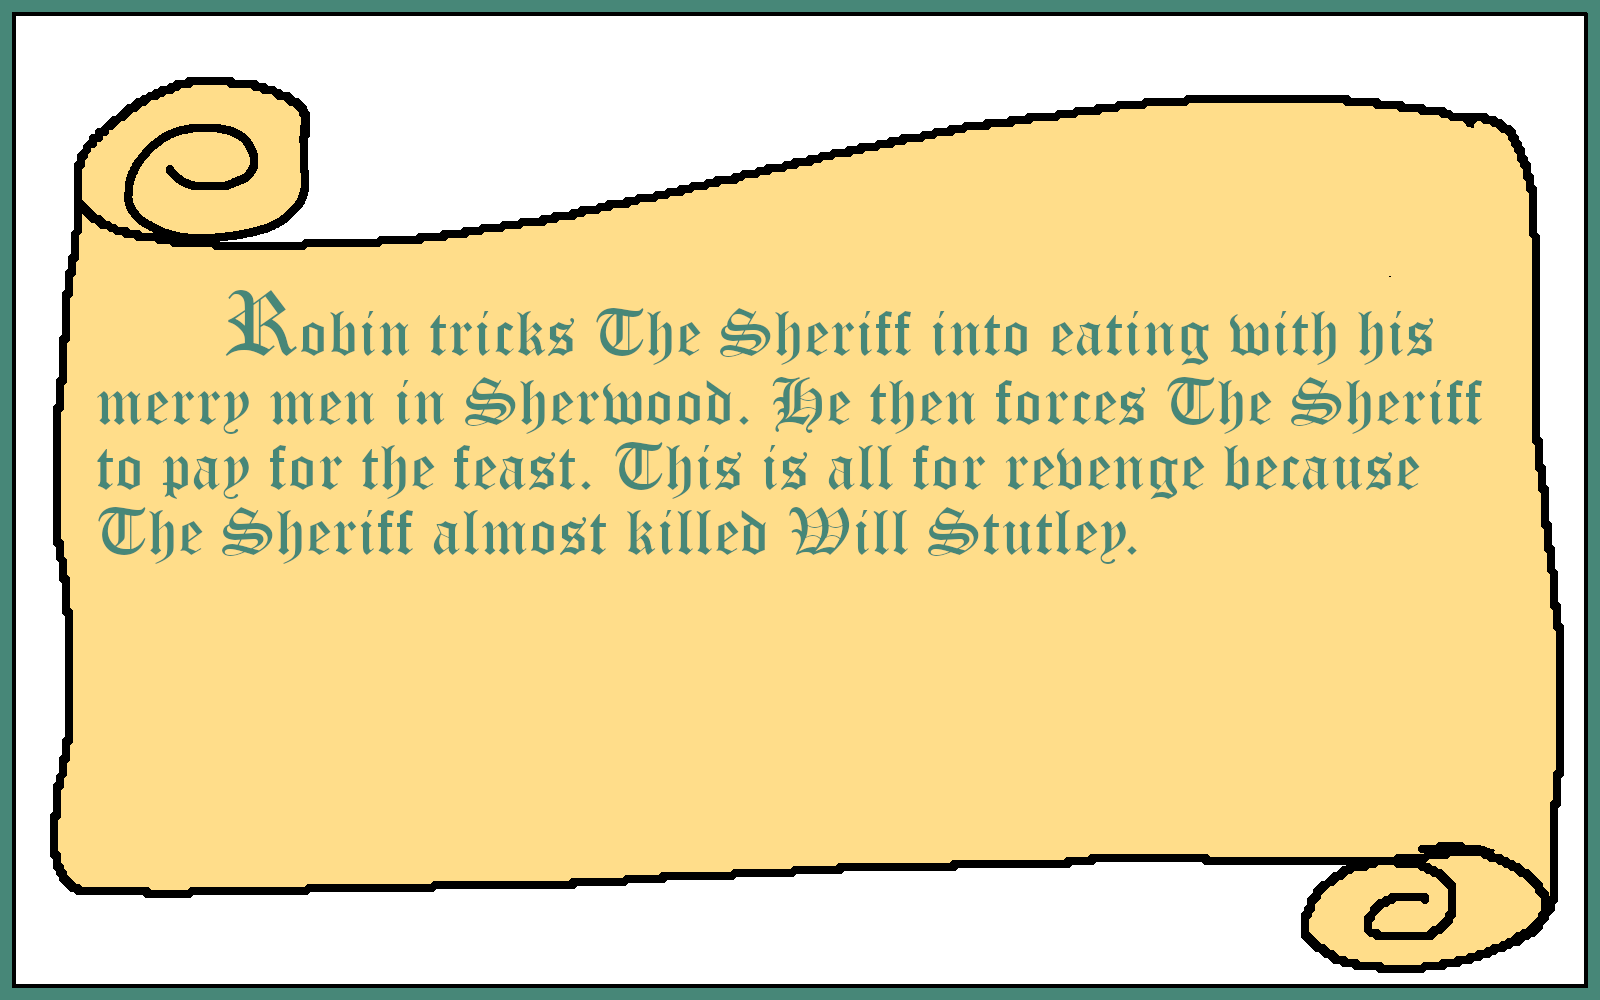 Robin tricks The Sheriff into eating with his
merry men in Sherwood. He then forces The Sheriff
to pay for the feast. This is all for revenge because
The Sheriff almost killed Will Stutley.